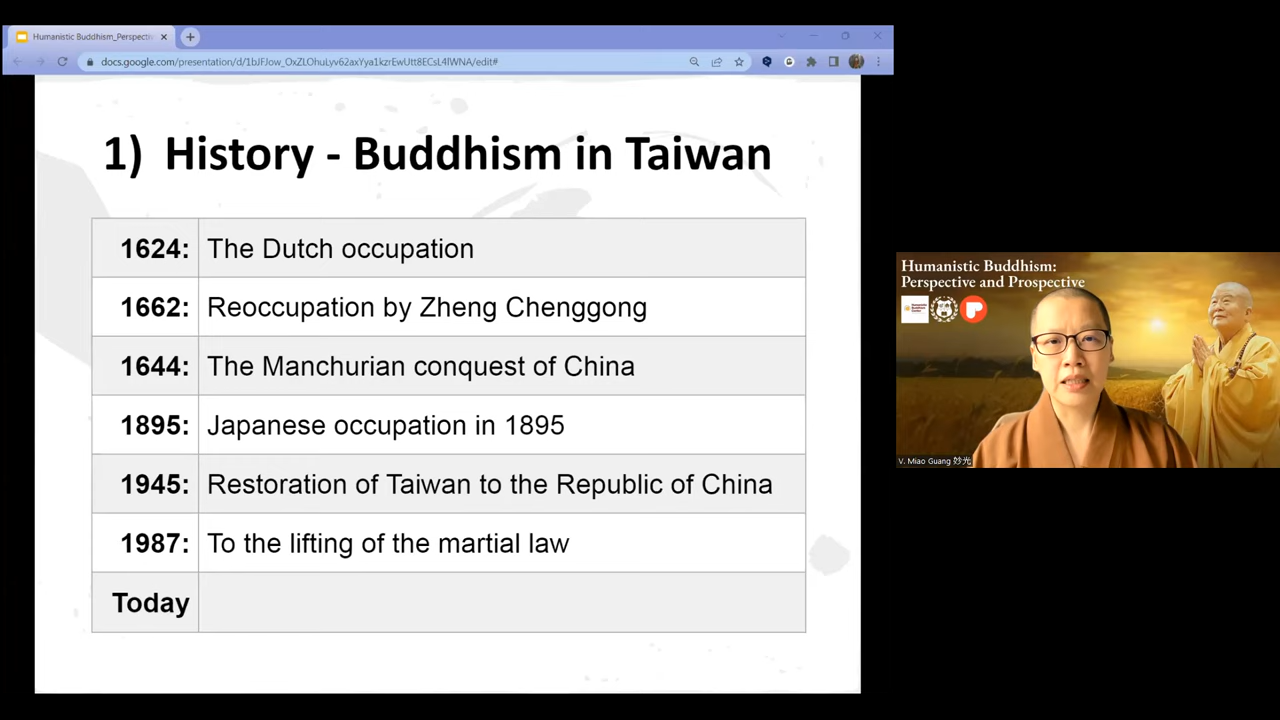 Humanistic Buddhism_Perspectiv
docs.google.com/presentation/d/1bJFJow_OxZLOhuLyv62axYya1kzrEwUtt8ECsL4lWNA/edit#
1) History - Buddhism in Taiwan
1624: The Dutch occupation
1662: Reoccupation by Zheng Chenggong
1644: The Manchurian conquest of China
1895: Japanese occupation in 1895
1945: Restoration of Taiwan to the Republic of China
1987: To the lifting of the martial law
Today
Humanistic Buddhism:
Perspective and Prospective
V. Miao Guang 妙光